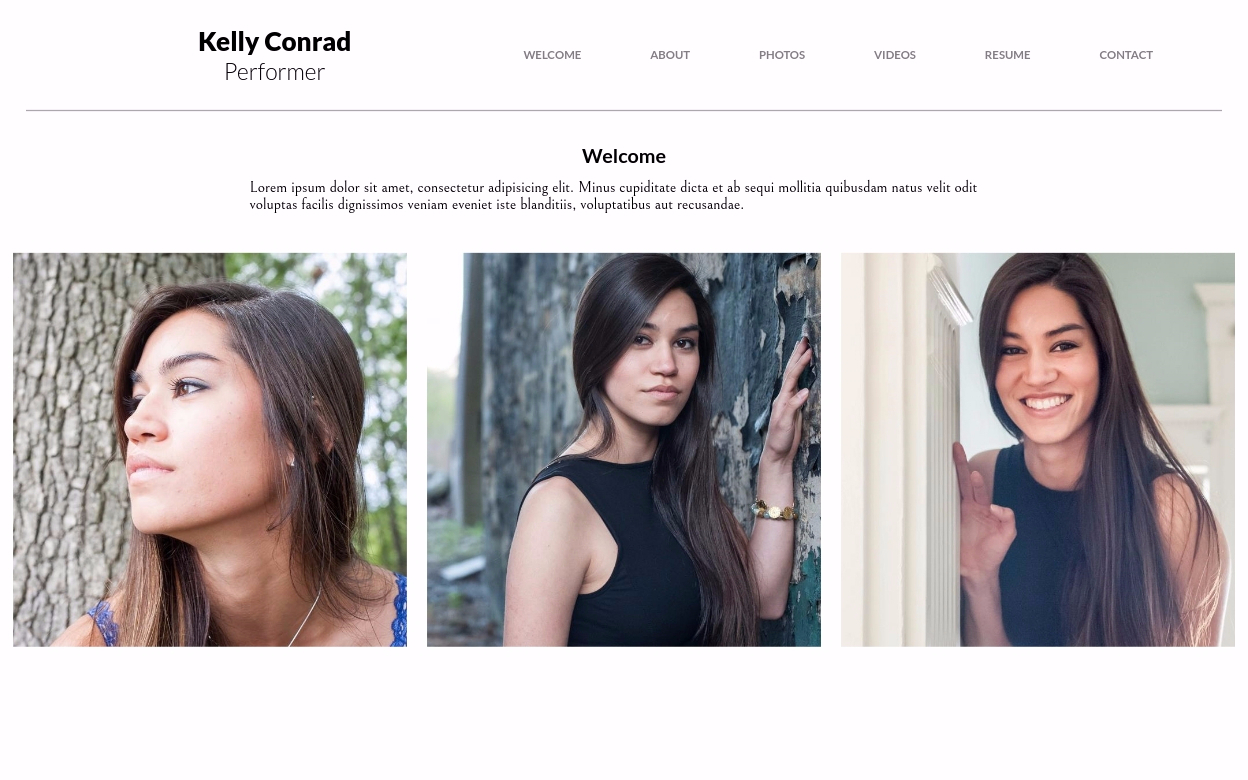 Kelly Conrad
Performer
WELCOME ABOUT PHOTOS VIDEOS RESUME CONTACT
Welcome
Lorem ipsum dolor sit amet, consectetur adipisicing elit. Minus cupiditate dicta et ab sequi mollitia quibusdam natus velit odit
voluptas facilis dignissimos veniam eveniet iste blanditiis, voluptatibus aut recusandae.